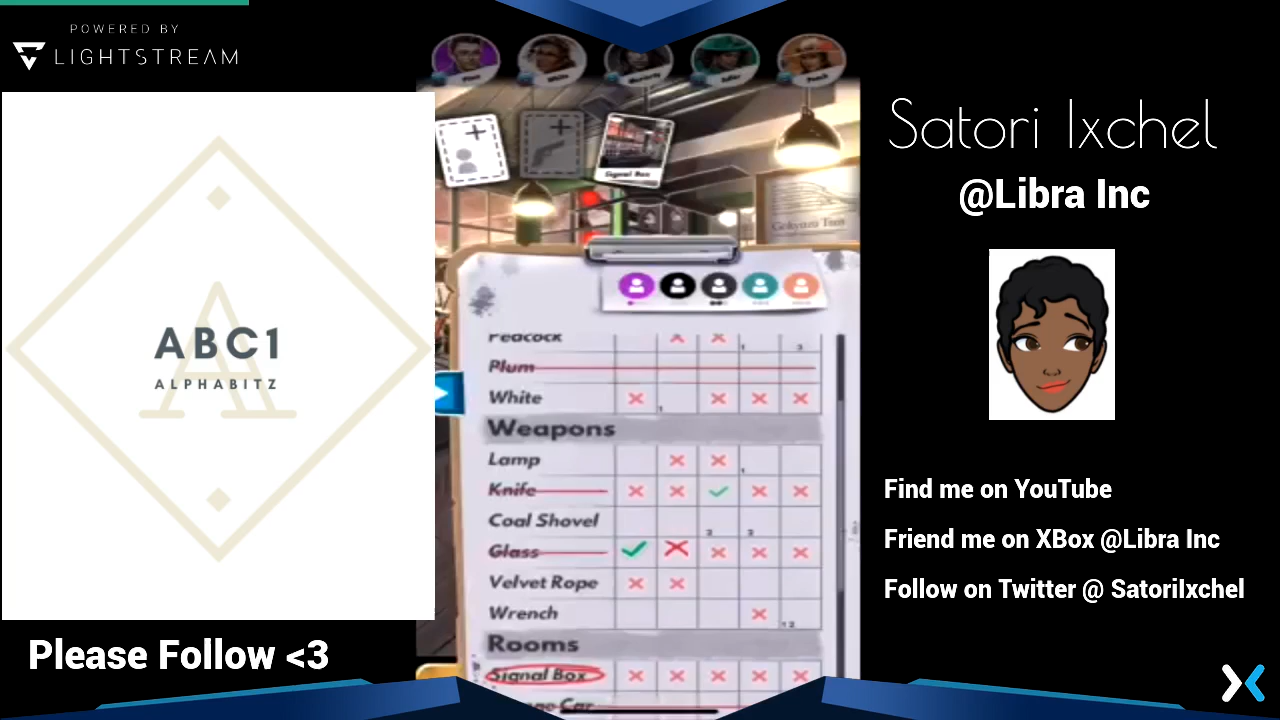 POWERED BY
LIGHTSTREAM
ABC1
ALPHABITZ
Please Follow <3
Plum
White
Signal Box
Peacock
Plum
White
Weapons
Lamp
Knife
Coal Shovel
Glass
Velvet Rope
Wrench
Rooms
Signal Box
Satori Ixchel
@Libra Inc
Find me on YouTube
Friend me on XBox @Libra Inc
Follow on Twitter @ SatoriIxchel